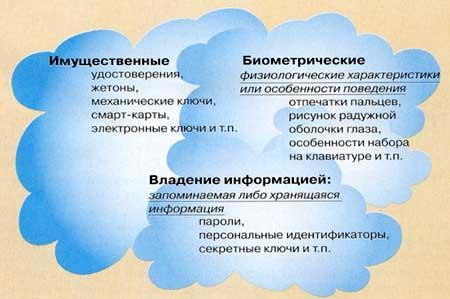 Имущественные
удостоверения,
жетоны,
механические ключи,
смарт-карты,
электронные ключи и т.п.
Биометрические
физиологические характеристики
или особенности поведения
отпечатки пальцев,
рисунок радужной
оболочки глаза,
особенности набора
на клавиатуре и т.п.
Владение информацией:
запоминаемая либо хранящаяся
информация
пароли,
персональные идентификаторы,
секретные ключи и т.п.